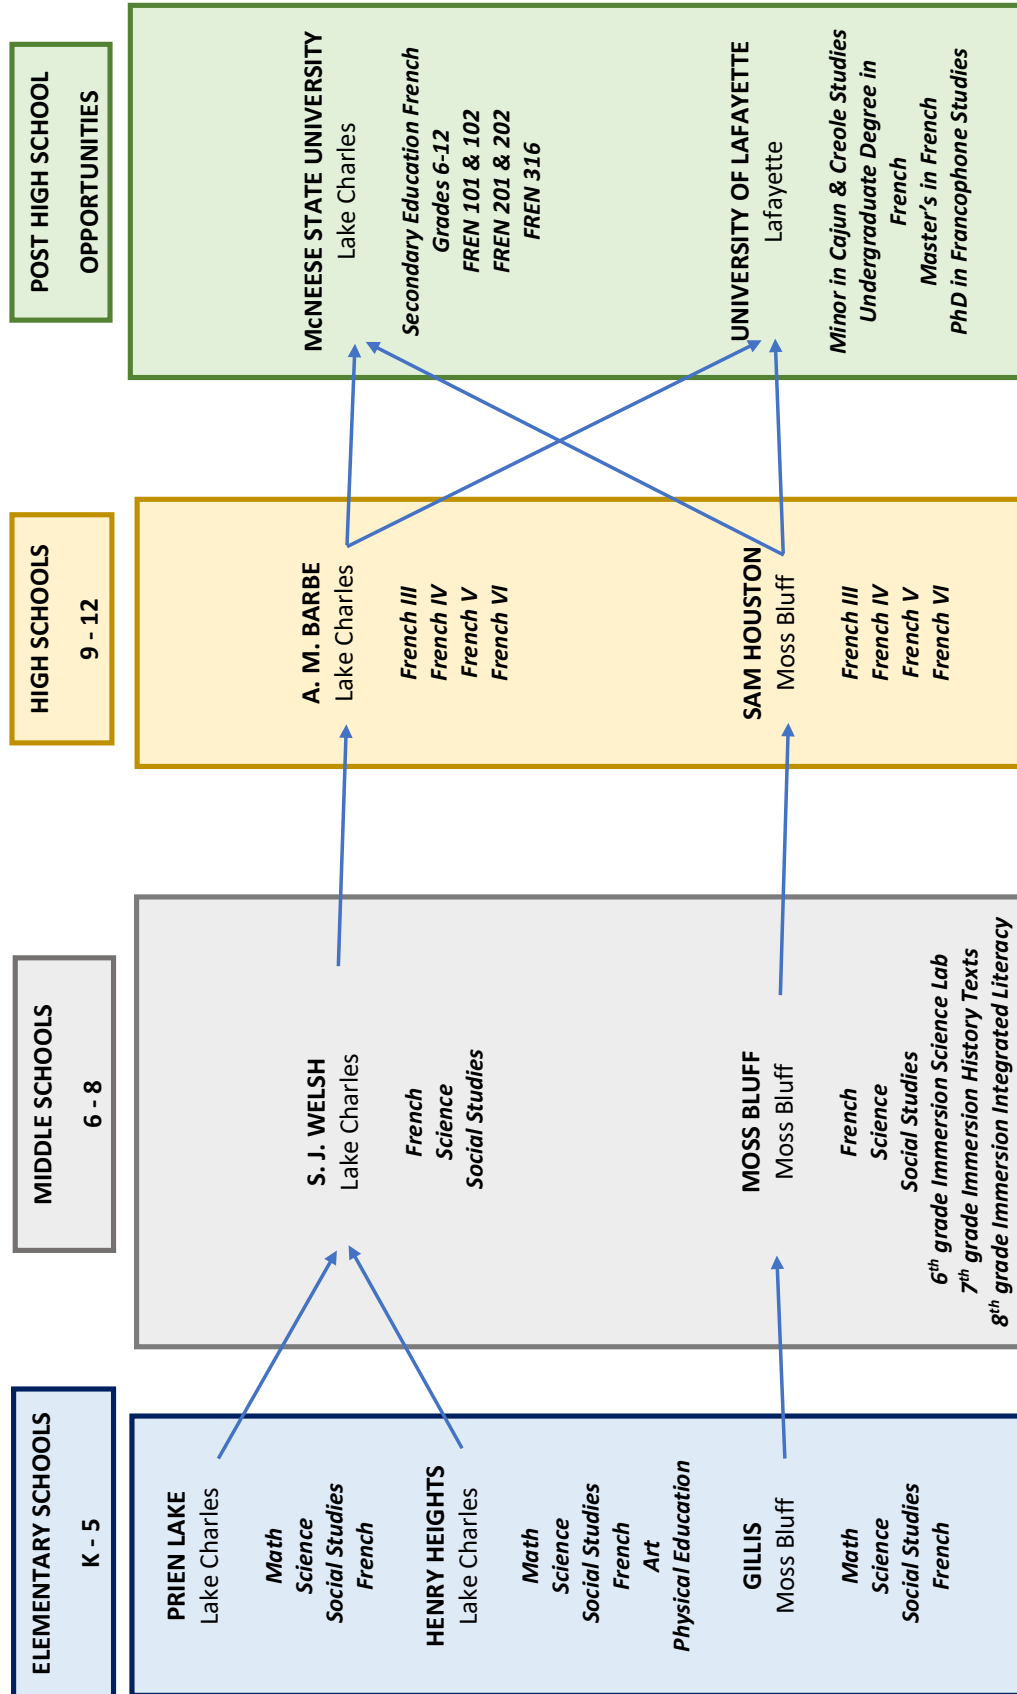 ELEMENTARY SCHOOLS
K - 5
PRIEN LAKE
Lake Charles
Math
Science
Social Studies
French
HENRY HEIGHTS
Lake Charles
Math
Science
Social Studies
French
Art
Physical Education
GILLIS
Moss Bluff
Math
Science
Social Studies
French
MIDDLE SCHOOLS
6 - 8
S. J. WELSH
Lake Charles
French
Science
Social Studies
MOSS BLUFF
Moss Bluff
French
Science
Social Studies
6th grade Immersion Science Lab
7th grade Immersion History Texts
8th grade Immersion Integrated Literacy
HIGH SCHOOLS
9 - 12
A. M. BARBE
Lake Charles
French III
French IV
French V
French VI
SAM HOUSTON
Moss Bluff
French III
French IV
French V
French VI
POST HIGH SCHOOL
OPPORTUNITIES
McNEESE STATE UNIVERSITY
Lake Charles
Secondary Education French
Grades 6-12
FREN 101 & 102
FREN 201 & 202
FREN 316
UNIVERSITY OF LAFAYETTE
Lafayette
Minor in Cajun & Creole Studies
Undergraduate Degree in
French
Master's in French
PhD in Francophone Studies